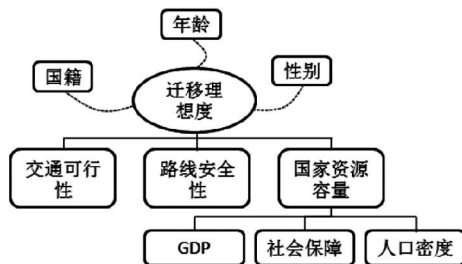 年龄
国籍
性别
迁移理
想度
交通可行
性
路线安全
性
国家资源
容量
GDP
社会保障
人口密度